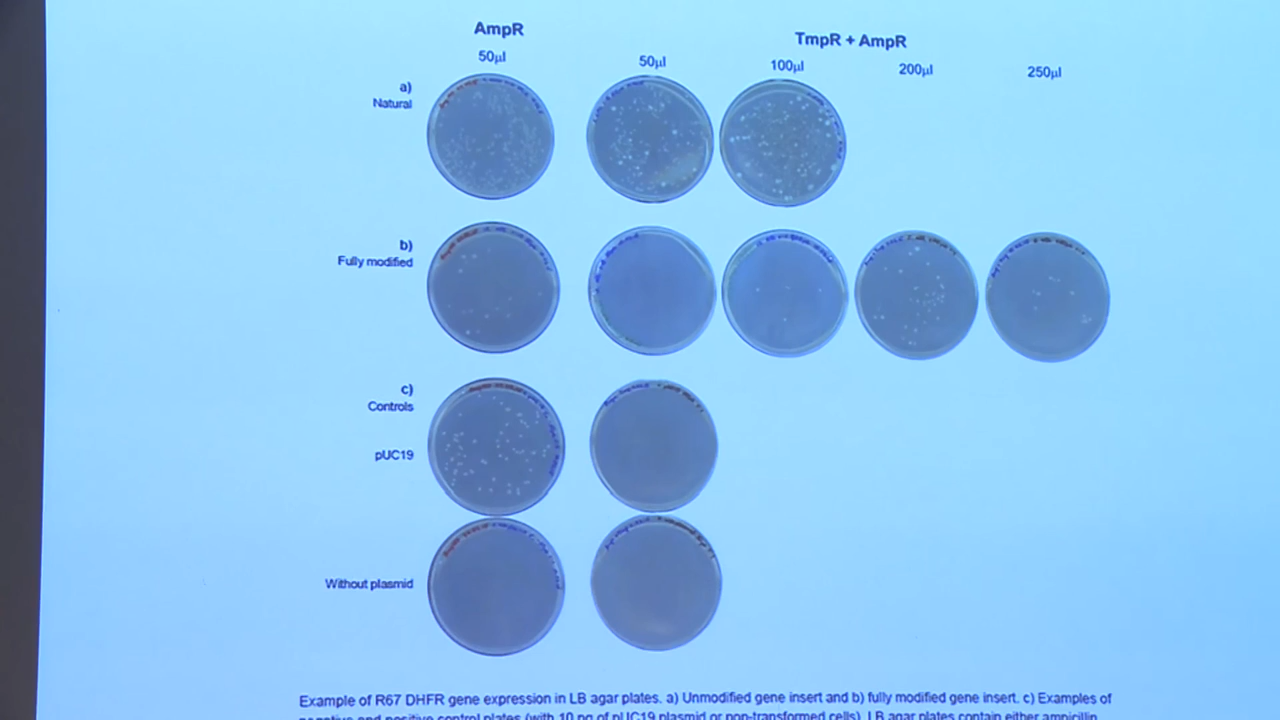 AmpR
TmpR + AmpR
50µl
50µl
100µl
200µl
250µl
a)
Natural
b)
Fully modified
c)
Controls
pUC19
Without plasmid
Example of R67 DHFR gene expression in LB agar plates. a) Unmodified gene insert and b) fully modified gene insert. c) Examples of
negative and positive control plates (with 10 ng of pUC19 plasmid or non-transformed cells). LB agar plates contain either ampicillin